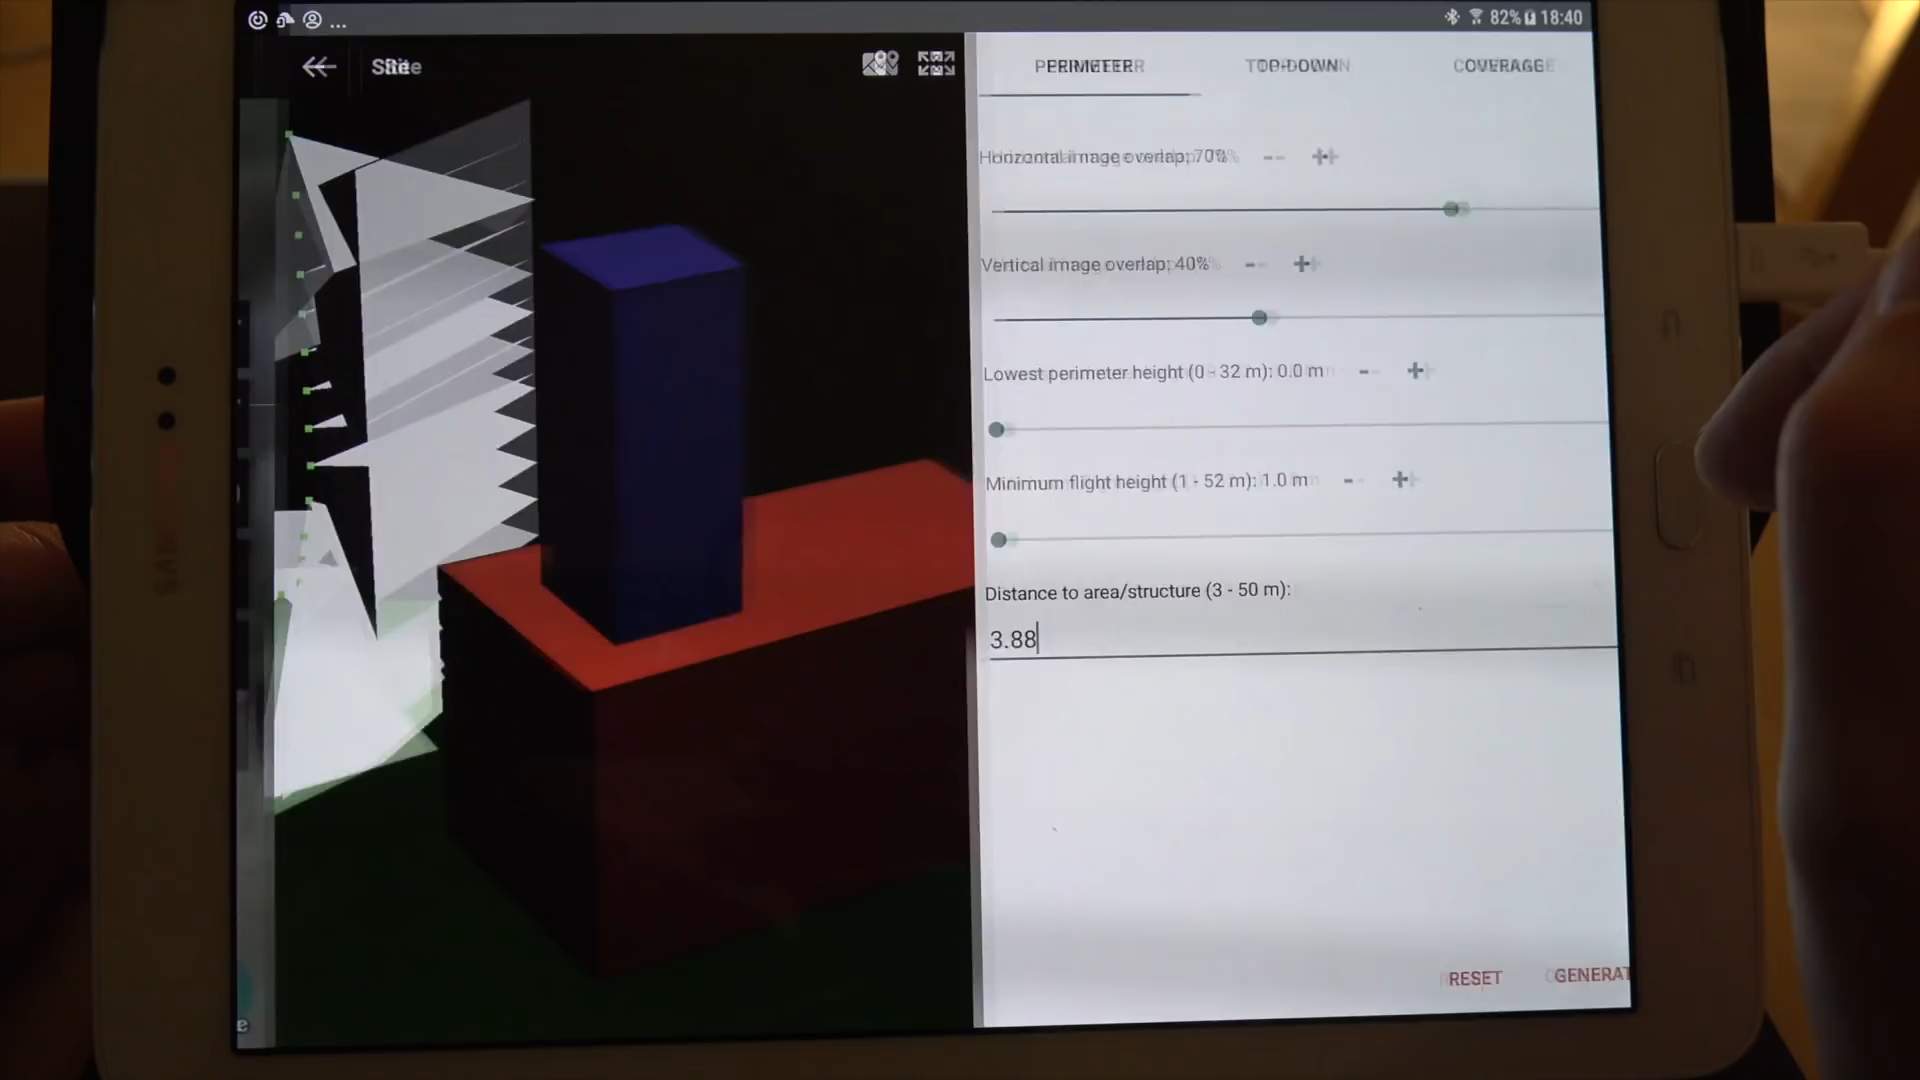 ... 82% 18:40
Site
PERIMETER TOP-DOWN COVERAGE
Horizontal image overlap: 70% - +
Vertical image overlap: 40% - +
Lowest perimeter height (0 - 32 m): 0.0 m - +
Minimum flight height (1 - 52 m): 1.0 m - +
Distance to area/structure (3 - 50 m):
3.88
RESET GENERAT
e